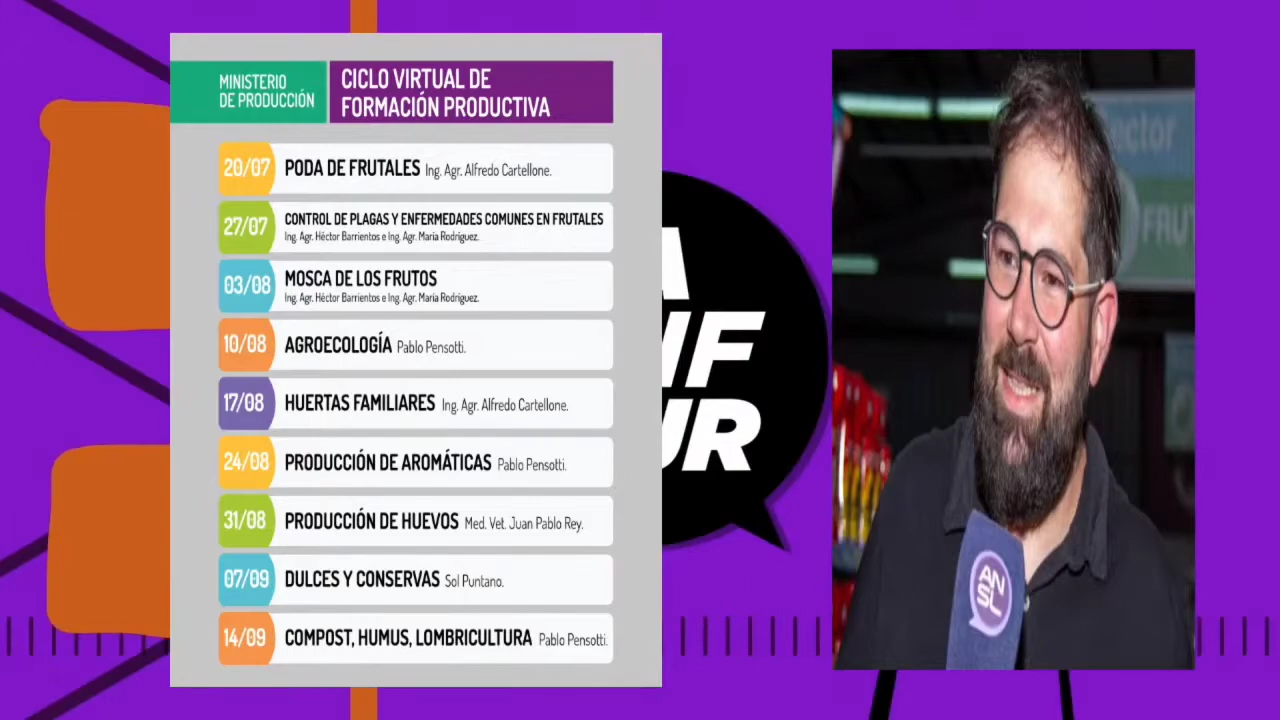 MINISTERIO
DE PRODUCCIÓN
CICLO VIRTUAL DE
FORMACIÓN PRODUCTIVA
20/07 PODA DE FRUTALES Ing. Agr. Alfredo Cartellone.
27/07 CONTROL DE PLAGAS Y ENFERMEDADES COMUNES EN FRUTALES
Ing. Agr. Héctor Barrientos e Ing. Agr. María Rodríguez.
03/08 MOSCA DE LOS FRUTOS
Ing. Agr. Héctor Barrientos e Ing. Agr. María Rodríguez.
10/08 AGROECOLOGÍA Pablo Pensotti.
17/08 HUERTAS FAMILIARES Ing. Agr. Alfredo Cartellone.
24/08 PRODUCCIÓN DE AROMÁTICAS Pablo Pensotti.
31/08 PRODUCCIÓN DE HUEVOS Med. Vet. Juan Pablo Rey.
07/09 DULCES Y CONSERVAS Sol Puntano.
14/09 COMPOST, HUMUS, LOMBRICULTURA Pablo Pensotti.
AN
SL